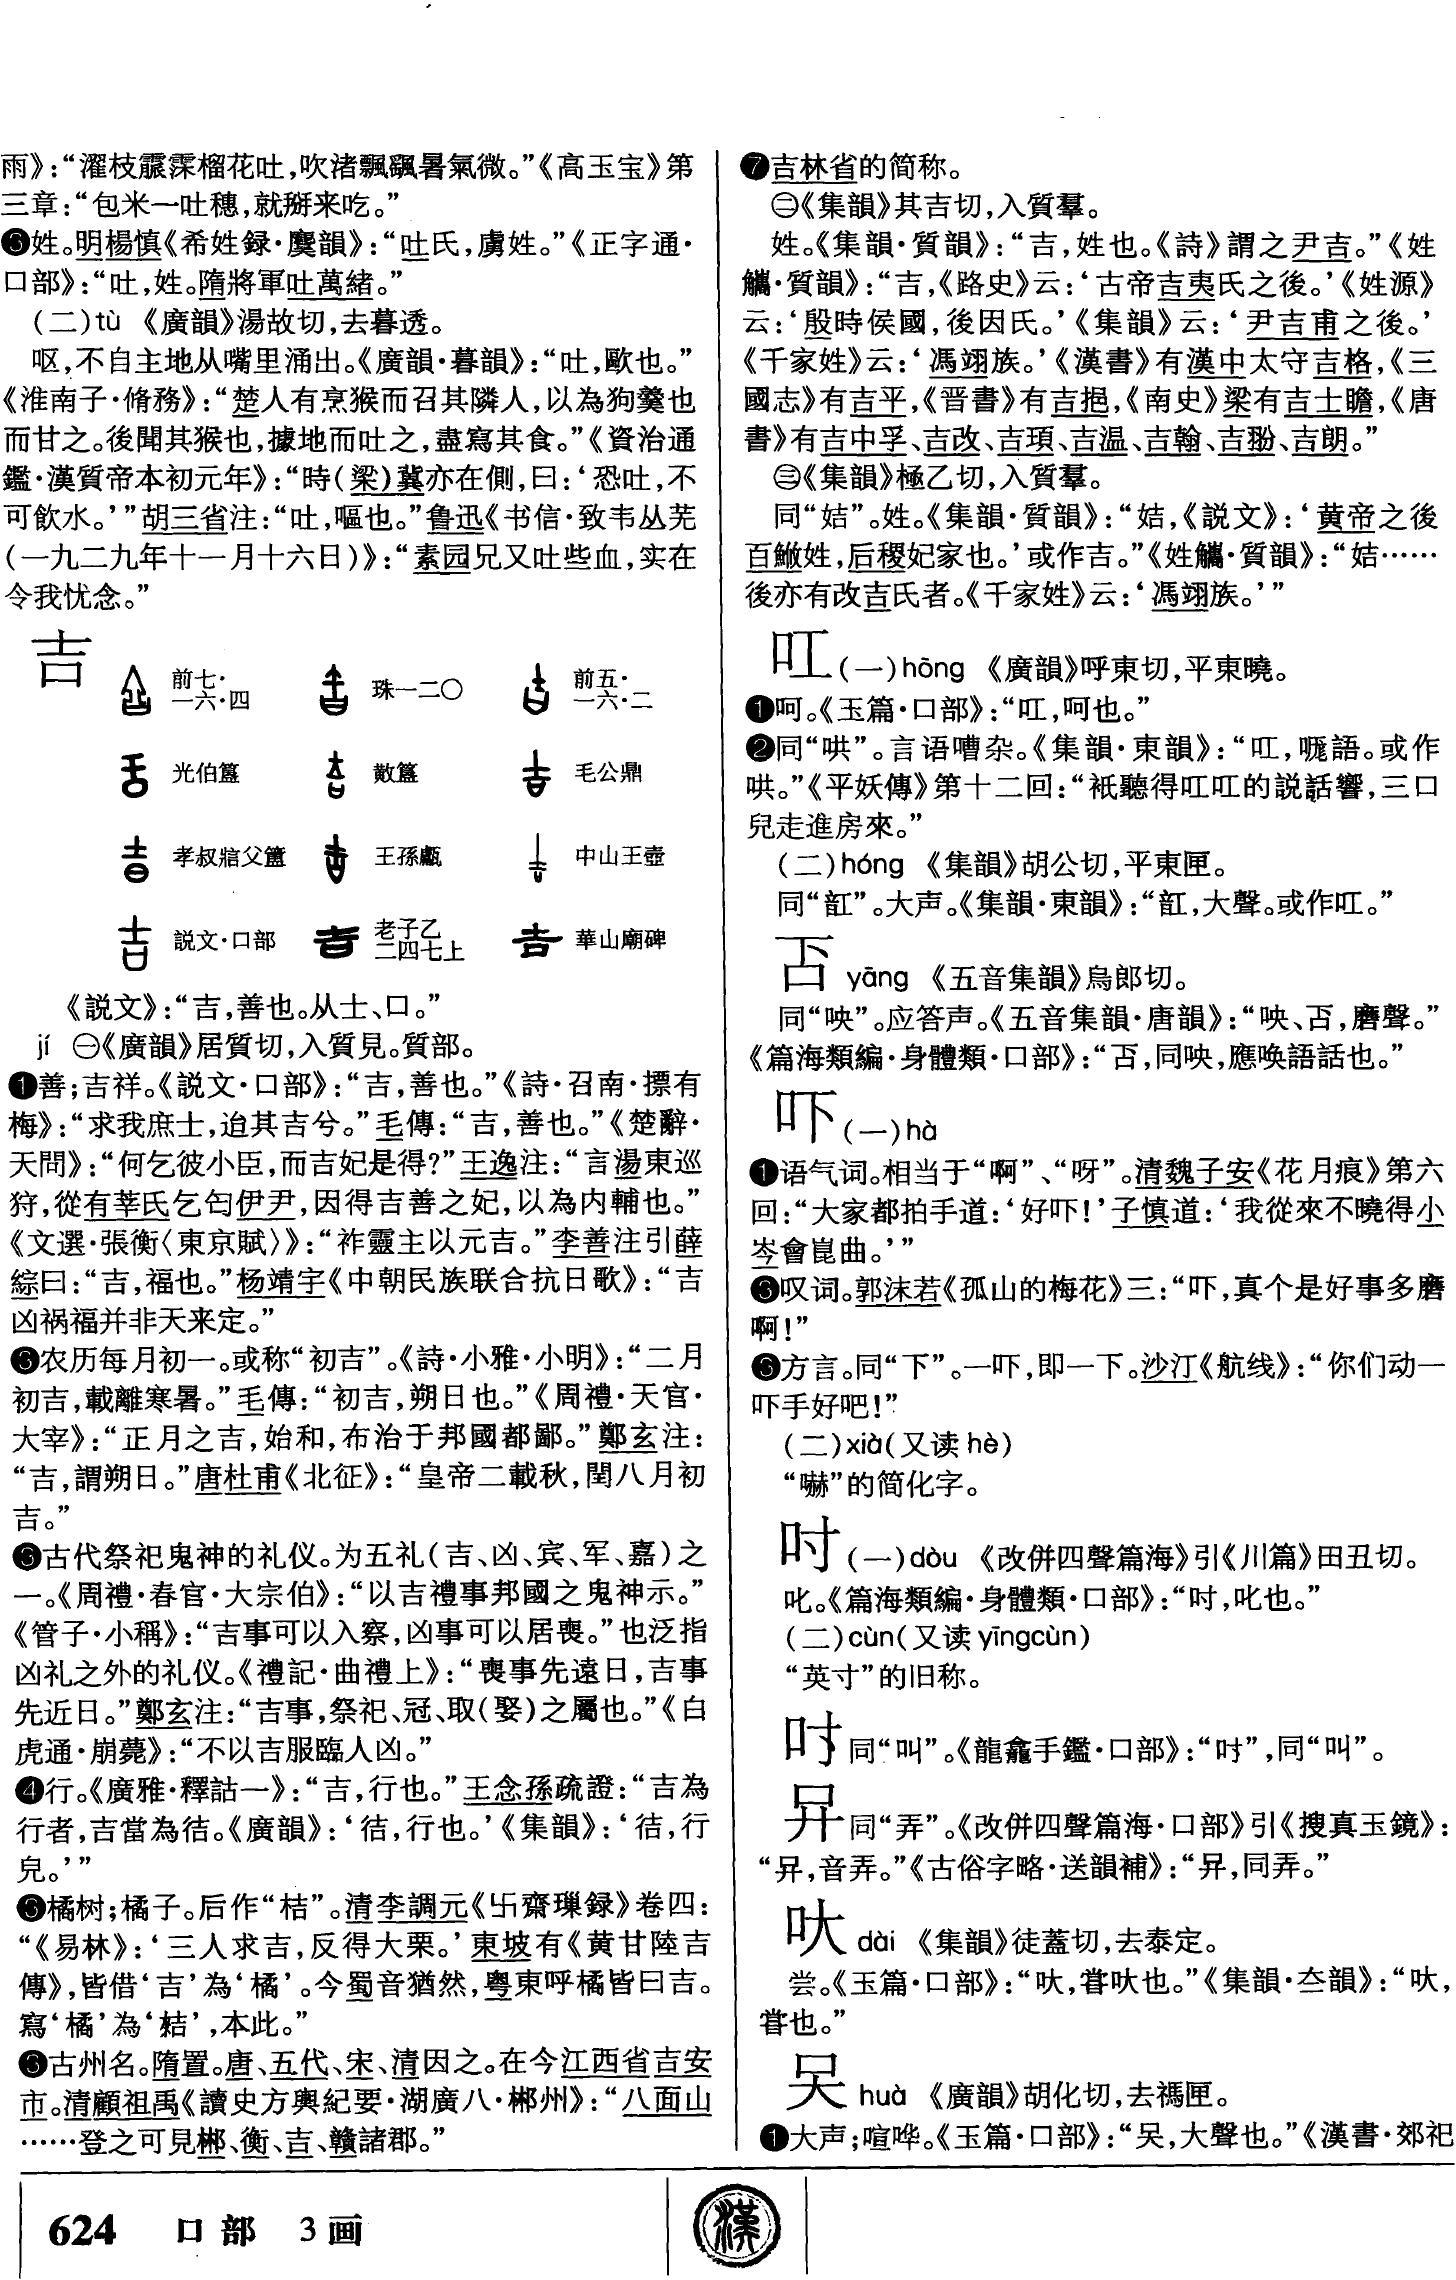 雨》：“濯枝霢霂榴花吐，吹渚飄颻暑氣微。”《高玉宝》第
三章：“包米一吐穗，就掰来吃。”
❸姓。明楊慎《希姓録·麌韻》：“吐氏，虜姓。”《正字通·
口部》：“吐，姓。隋將軍吐萬緒。”
(二)tù 《廣韻》湯故切，去暮透。
呕，不自主地从嘴里涌出。《廣韻·暮韻》：“吐，歐也。”
《淮南子·脩務》：“楚人有烹猴而召其隣人，以為狗羹也
而甘之。後聞其猴也，據地而吐之，盡寫其食。”《資治通
鑑·漢質帝本初元年》：“時(梁)冀亦在側，曰：‘恐吐，不
可飲水。’”胡三省注：“吐，嘔也。”鲁迅《书信·致韦丛芜
(一九二九年十一月十六日)》：“素园兄又吐些血，实在
令我忧念。”
吉
前七·一六·四 珠一二〇 前五·一六·二
光伯簋 散簋 毛公鼎
孝叔簋 王孫 中山王壺
説文·口部 老子乙二四七上 華山廟碑
《説文》：“吉，善也。从士、口。”
jí ㊀《廣韻》居質切，入質見。質部。
❶善；吉祥。《説文·口部》：“吉，善也。”《詩·召南·摽有
梅》：“求我庶士，迨其吉兮。”毛傳：“吉，善也。”《楚辭·
天問》：“何乞彼小臣，而吉妃是得?”王逸注：“言湯東巡
狩，從有莘氏乞匄伊尹，因得吉善之妃，以為内輔也。”
《文選·張衡〈東京賦〉》：“祚靈主以元吉。”李善注引薛
綜曰：“吉，福也。”杨靖宇《中朝民族联合抗日歌》：“吉
凶祸福并非天来定。”
❸农历每月初一。或称“初吉”。《詩·小雅·小明》：“二月
初吉，載離寒暑。”毛傳：“初吉，朔日也。”《周禮·天官·
大宰》：“正月之吉，始和，布治于邦國都鄙。”鄭玄注：
“吉，謂朔日。”唐杜甫《北征》：“皇帝二載秋，閏八月初
吉。”
❸古代祭祀鬼神的礼仪。为五礼(吉、凶、宾、军、嘉)之
一。《周禮·春官·大宗伯》：“以吉禮事邦國之鬼神示。”
《管子·小稱》：“吉事可以入察，凶事可以居喪。”也泛指
凶礼之外的礼仪。《禮記·曲禮上》：“喪事先遠日，吉事
先近日。”鄭玄注：“吉事，祭祀、冠、取(娶)之屬也。”《白
虎通·崩薨》：“不以吉服臨人凶。”
❹行。《廣雅·釋詁一》：“吉，行也。”王念孫疏證：“吉為
行者，吉當為䞘。《廣韻》：‘𢓜，行也。’《集韻》：‘𢓜，行
皃。’”
❸橘树；橘子。后作“桔”。清李調元《卐齋璅録》卷四：
“《易林》：‘三人求吉，反得大栗。’東坡有《黄甘陸吉
傳》，皆借‘吉’為‘橘’。今蜀音猶然，粤東呼橘皆曰吉。
寫‘橘’為‘桔’，本此。”
❸古州名。隋置。唐、五代、宋、清因之。在今江西省吉安
市。清顧祖禹《讀史方輿紀要·湖廣八·郴州》：“八面山
……登之可見郴、衡、吉、贛諸郡。”
❼吉林省的简称。
㊁《集韻》其吉切，入質羣。
姓。《集韻·質韻》：“吉，姓也。《詩》謂之尹吉。”《姓
觿·質韻》：“吉，《路史》云：‘古帝吉夷氏之後。’《姓源》
云：‘殷時侯國，後因氏。’《集韻》云：‘尹吉甫之後。’
《千家姓》云：‘馮翊族。’《漢書》有漢中太守吉格，《三
國志》有吉平，《晋書》有吉挹，《南史》梁有吉士瞻，《唐
書》有吉中孚、吉改、吉項、吉温、吉翰、吉翂、吉朗。”
㊂《集韻》極乙切，入質羣。
同“姞”。姓。《集韻·質韻》：“姞，《説文》：‘黄帝之後
百鮂姓，后稷妃家也。’或作吉。”《姓觿·質韻》：“姞……
後亦有改吉氏者。《千家姓》云：‘馮翊族。’”
叿(一)hōng 《廣韻》呼東切，平東曉。
❶呵。《玉篇·口部》：“叿，呵也。”
❷同“哄”。言语嘈杂。《集韻·東韻》：“叿，㖹語。或作
哄。”《平妖傳》第十二回：“衹聽得叿叿的説話響，三口
兒走進房來。”
(二)hóng 《集韻》胡公切，平東匣。
同“訌”。大声。《集韻·東韻》：“䚉，大聲。或作叿。”
𠮵 yāng 《五音集韻》烏郎切。
同“咉”。应答声。《五音集韻·唐韻》：“咉、𠮵，磨聲。”
《篇海類編·身體類·口部》：“𠮵，同咉，應唤語話也。”
吓(一)hà
❶语气词。相当于“啊”、“呀”。清魏子安《花月痕》第六
回：“大家都拍手道：‘好吓！’子慎道：‘我從來不曉得小
岑會崑曲。’”
❸叹词。郭沫若《孤山的梅花》三：“吓，真个是好事多磨
啊！”
❸方言。同“下”。一吓，即一下。沙汀《航线》：“你们动一
吓手好吧！”
(二)xià(又读hè)
“嚇”的简化字。
吋(一)dòu 《改併四聲篇海》引《川篇》田丑切。
叱。《篇海類編·身體類·口部》：“吋，叱也。”
(二)cùn(又读yīngcùn)
“英寸”的旧称。
同“叫”。《龍龕手鑑·口部》：同“叫”。
㕻同“弄”。《改併四聲篇海·口部》引《搜真玉鏡》：
音弄。”《古俗字略·送韻補》：同弄。”
㕦 dài 《集韻》徒蓋切，去泰定。
尝。《玉篇·口部》：“吠，嘗也。”《集韻·夳韻》：
也。”
吴 huà 《廣韻》胡化切，去禡匣。
❶大声；喧哗。《玉篇·口部》：“吳，大聲也。”《漢書·郊祀
624 口部 3画
漢